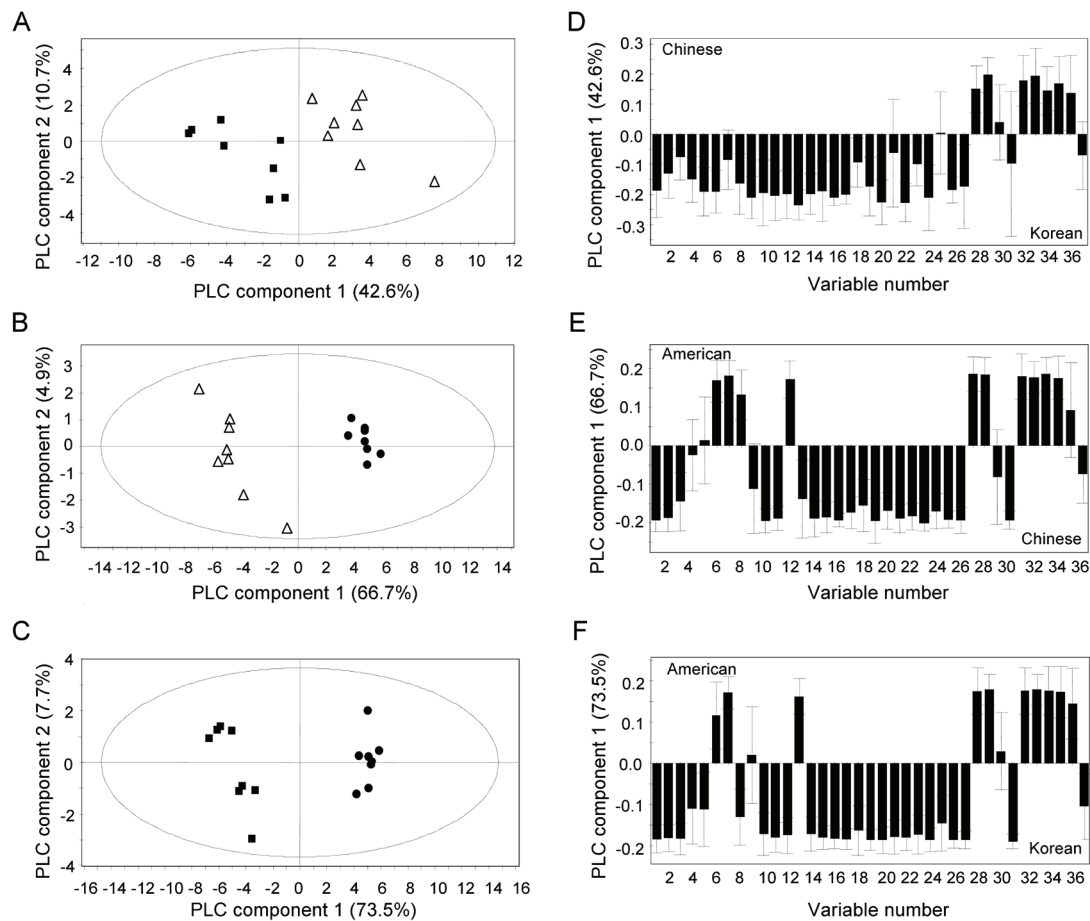 A
PLC component 2 (10.7%)
4
2
0
-2
-4
-12 -10 -8 -6 -4 -2 0 2 4 6 8 10 12
PLC component 1 (42.6%)
D
PLC component 1 (42.6%)
0.3
0.2
0.1
0.0
-0.1
-0.2
-0.3
Chinese
Korean
2 4 6 8 10 12 14 16 18 20 22 24 26 28 30 32 34 36
Variable number
B
PLC component 2 (4.9%)
3
2
1
0
-1
-2
-3
-14 -12 -10 -8 -6 -4 -2 0 2 4 6 8 10 12 14
PLC component 1 (66.7%)
E
PLC component 1 (66.7%)
0.2
0.1
0.0
-0.1
-0.2
American
Chinese
2 4 6 8 10 12 14 16 18 20 22 24 26 28 30 32 34 36
Variable number
C
PLC component 2 (7.7%)
4
2
0
-2
-4
-16 -14 -12 -10 -8 -6 -4 -2 0 2 4 6 8 10 12 14 16
PLC component 1 (73.5%)
F
PLC component 1 (73.5%)
0.2
0.1
0.0
-0.1
-0.2
American
Korean
2 4 6 8 10 12 14 16 18 20 22 24 26 28 30 32 34 36
Variable number